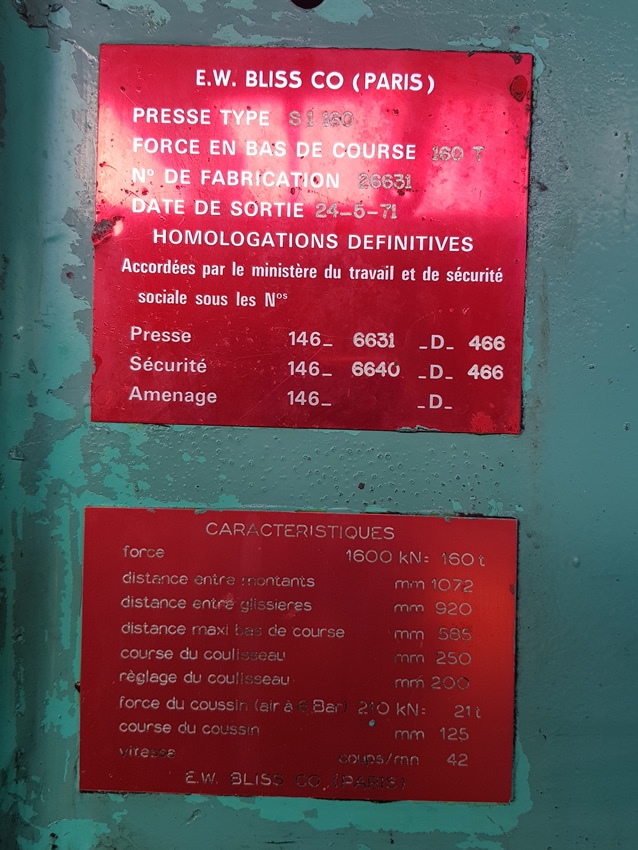 E.W. BLISS CO (PARIS)
PRESSE TYPE S1 160
FORCE EN BAS DE COURSE 160 T
Nº DE FABRICATION 26631
DATE DE SORTIE 24-5-71
HOMOLOGATIONS DEFINITIVES
Accordées par le ministère du travail et de sécurité
sociale sous les Nos
Presse 146_ 6631 _D_ 466
Sécurité 146_ 6640 _D_ 466
Amenage 146_ _D_
CARACTERISTIQUES
force 1600 kN= 160 t
distance entre montants mm 1072
distance entre glissieres mm 920
distance maxi bas de course mm 585
course du coulisseau mm 250
règlage du coulisseau mm 200
force du coussin (air à 6 Bar) 210 kN= 21 t
course du coussin mm 125
vitesse coups/mn 42
E.W. BLISS CO (PARIS)